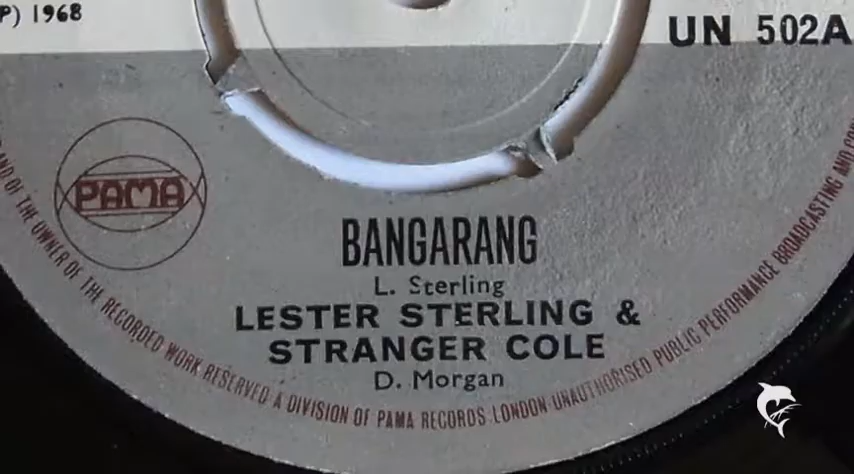 P) 1968
UN 502A
PAMA
BANGARANG
L. Sterling
LESTER STERLING &
STRANGER COLE
D. Morgan
AND OF THE OWNER OF THE RECORDED WORK RESERVED A DIVISION OF PAMA RECORDS LONDON UNAUTHORISED PUBLIC PERFORMANCE BROADCASTING AND